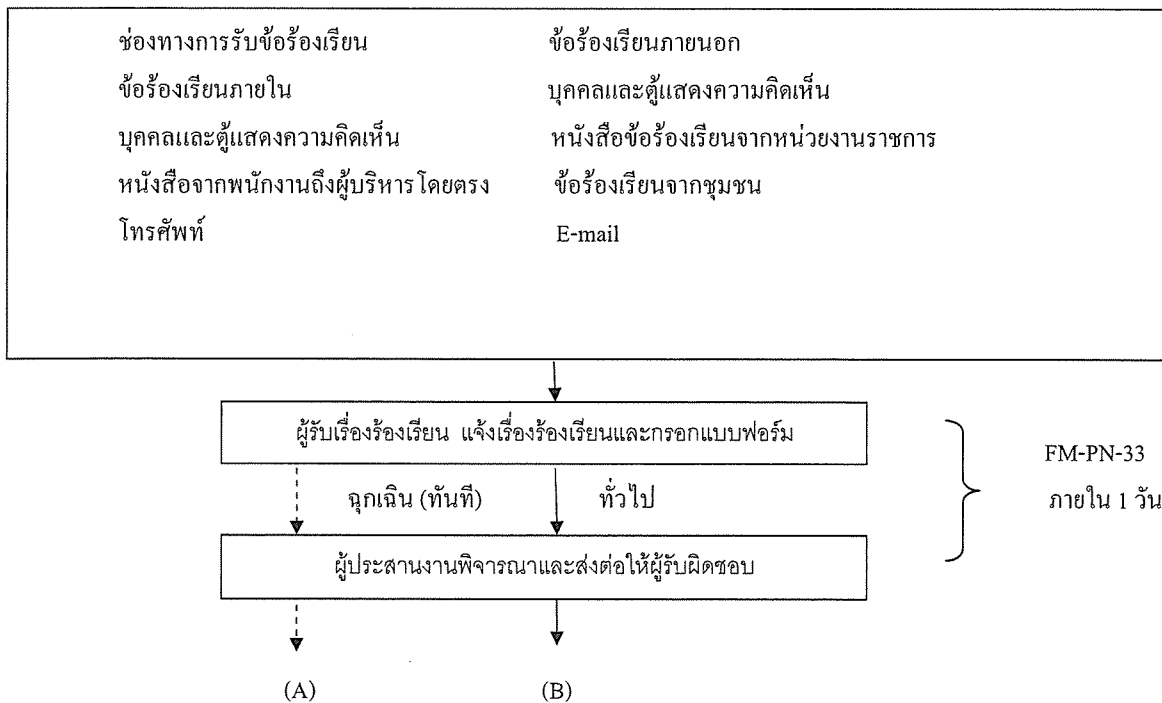 ช่องทางการรับข้อร้องเรียน ข้อร้องเรียนภายนอก
ข้อร้องเรียนภายใน บุคคลและตู้แสดงความคิดเห็น
บุคคลและตู้แสดงความคิดเห็น หนังสือข้อร้องเรียนจากหน่วยงานราชการ
หนังสือจากพนักงานถึงผู้บริหารโดยตรง ข้อร้องเรียนจากชุมชน
โทรศัพท์ E-mail
ผู้รับเรื่องร้องเรียน แจ้งเรื่องร้องเรียนและกรอกแบบฟอร์ม
FM-PN-33
ฉุกเฉิน (ทันที) ทั่วไป
ภายใน 1 วัน
ผู้ประสานงานพิจารณาและส่งต่อให้ผู้รับผิดชอบ
(A) (B)